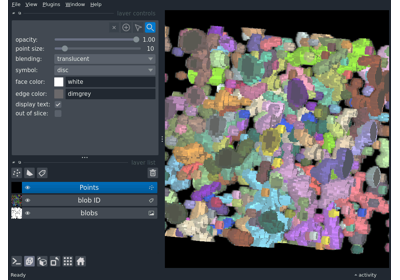 File View Plugins Window Help
layer controls
opacity: 1.00
point size: 10
blending: translucent
symbol: disc
face color: white
edge color: dimgrey
display text:
out of slice:
layer list
Points
blob ID
blobs
Ready
activity